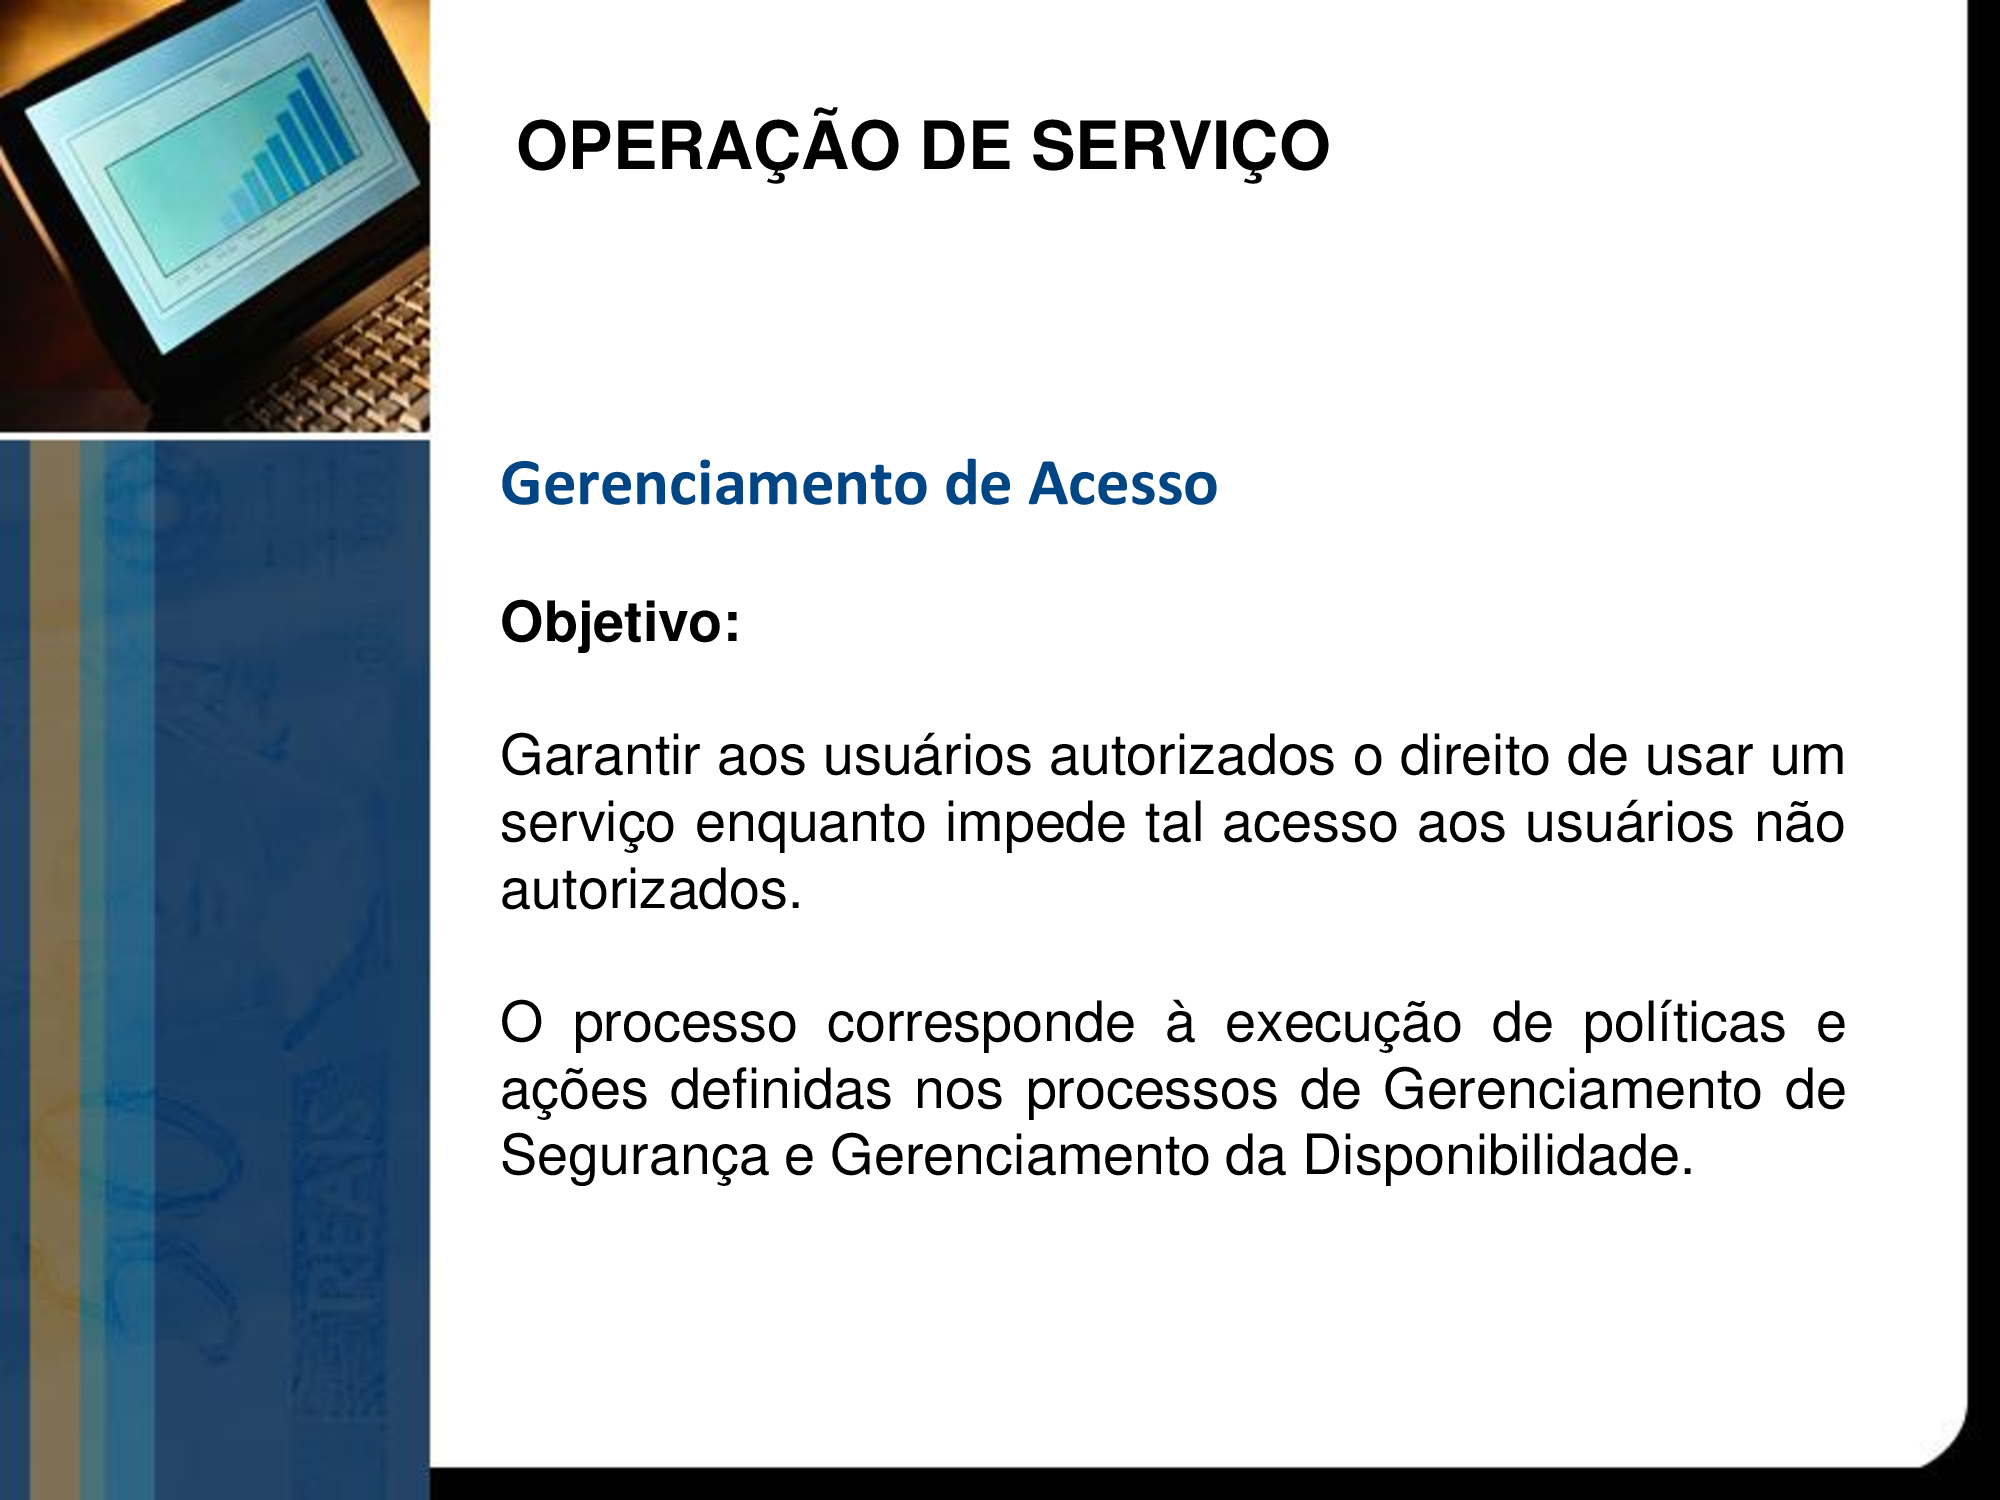 OPERAÇÃO DE SERVIÇO
Gerenciamento de Acesso
Objetivo:
Garantir aos usuários autorizados o direito de usar um
serviço enquanto impede tal acesso aos usuários não
autorizados.
O processo corresponde à execução de políticas e
ações definidas nos processos de Gerenciamento de
Segurança e Gerenciamento da Disponibilidade.
REAIS